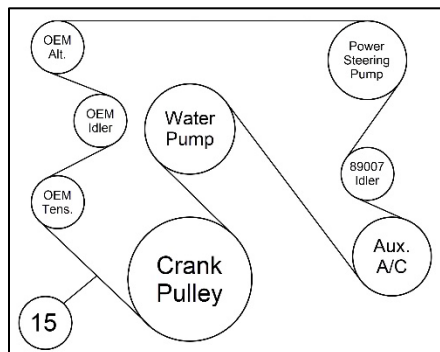 OEM
Alt.
Power
Steering
Pump
OEM
Idler
Water
Pump
89007
Idler
OEM
Tens.
Aux.
A/C
Crank
Pulley
15